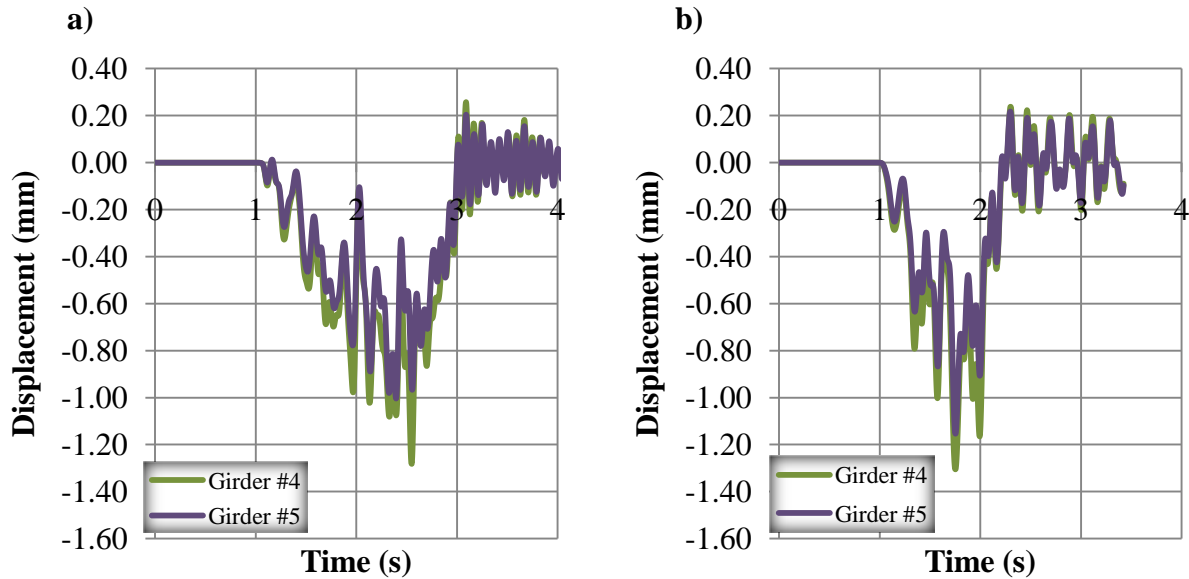 a)
Displacement (mm)
0.40
0.20
0.00
-0.20
-0.40
-0.60
-0.80
-1.00
-1.20
-1.40
-1.60
0 1 2 3 4
Girder #4
Girder #5
Time (s)
b)
Displacement (mm)
0.40
0.20
0.00
-0.20
-0.40
-0.60
-0.80
-1.00
-1.20
-1.40
-1.60
0 1 2 3 4
Girder #4
Girder #5
Time (s)